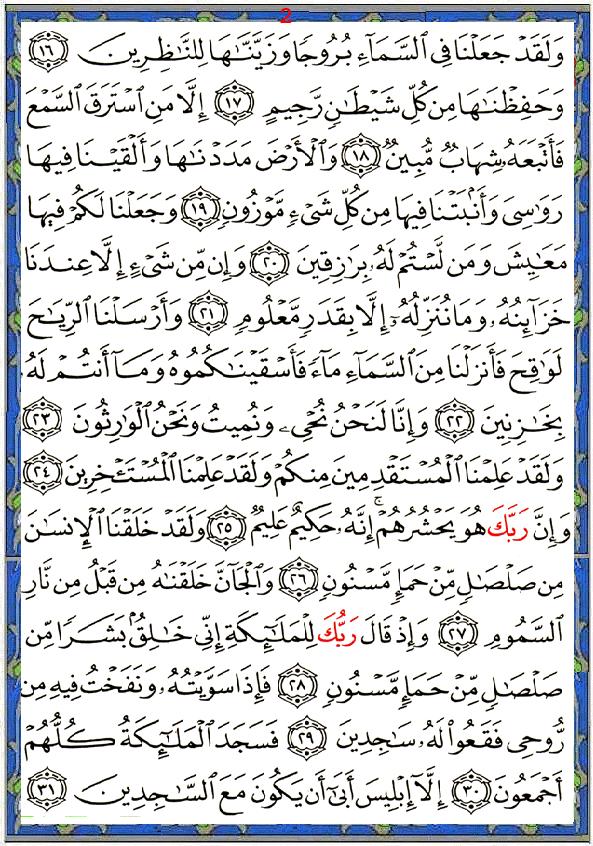 2
وَلَقَدۡ جَعَلۡنَا فِي ٱلسَّمَآءِ بُرُوجٗا وَزَيَّنَّٰهَا لِلنَّٰظِرِينَ ١٦
وَحَفِظۡنَٰهَا مِن كُلِّ شَيۡطَٰنٖ رَّجِيمٍ ١٧ إِلَّا مَنِ ٱسۡتَرَقَ ٱلسَّمۡعَ
فَأَتۡبَعَهُۥ شِهَابٞ مُّبِينٞ ١٨ وَٱلۡأَرۡضَ مَدَدۡنَٰهَا وَأَلۡقَيۡنَا فِيهَا
رَوَٰسِيَ وَأَنۢبَتۡنَا فِيهَا مِن كُلِّ شَيۡءٖ مَّوۡزُونٖ ١٩ وَجَعَلۡنَا لَكُمۡ فِيهَا
مَعَٰيِشَ وَمَن لَّسۡتُمۡ لَهُۥ بِرَٰزِقِينَ ٢٠ وَإِن مِّن شَيۡءٍ إِلَّا عِندَنَا
خَزَآئِنُهُۥ وَمَا نُنَزِّلُهُۥٓ إِلَّا بِقَدَرٖ مَّعۡلُومٖ ٢١ وَأَرۡسَلۡنَا ٱلرِّيَٰحَ
لَوَٰقِحَ فَأَنزَلۡنَا مِنَ ٱلسَّمَآءِ مَآءٗ فَأَسۡقَيۡنَٰكُمُوهُ وَمَآ أَنتُمۡ لَهُۥ
بِخَٰزِنِينَ ٢٢ وَإِنَّا لَنَحۡنُ نُحۡيِۦ وَنُمِيتُ وَنَحۡنُ ٱلۡوَٰرِثُونَ ٢٣
وَلَقَدۡ عَلِمۡنَا ٱلۡمُسۡتَقۡدِمِينَ مِنكُمۡ وَلَقَدۡ عَلِمۡنَا ٱلۡمُسۡتَـٔۡخِرِينَ ٢٤
وَإِنَّ رَبَّكَ هُوَ يَحۡشُرُهُمۡۚ إِنَّهُۥ حَكِيمٌ عَلِيمٞ ٢٥ وَلَقَدۡ خَلَقۡنَا ٱلۡإِنسَٰنَ
مِن صَلۡصَٰلٖ مِّنۡ حَمَإٖ مَّسۡنُونٖ ٢٦ وَٱلۡجَآنَّ خَلَقۡنَٰهُ مِن قَبۡلُ مِن نَّارِ
ٱلسَّمُومِ ٢٧ وَإِذۡ قَالَ رَبُّكَ لِلۡمَلَٰٓئِكَةِ إِنِّي خَٰلِقُۢ بَشَرٗا مِّن
صَلۡصَٰلٖ مِّنۡ حَمَإٖ مَّسۡنُونٖ ٢٨ فَإِذَا سَوَّيۡتُهُۥ وَنَفَخۡتُ فِيهِ مِن
رُّوحِي فَقَعُواْ لَهُۥ سَٰجِدِينَ ٢٩ فَسَجَدَ ٱلۡمَلَٰٓئِكَةُ كُلُّهُمۡ
أَجۡمَعُونَ ٣٠ إِلَّآ إِبۡلِيسَ أَبَىٰٓ أَن يَكُونَ مَعَ ٱلسَّٰجِدِينَ ٣١